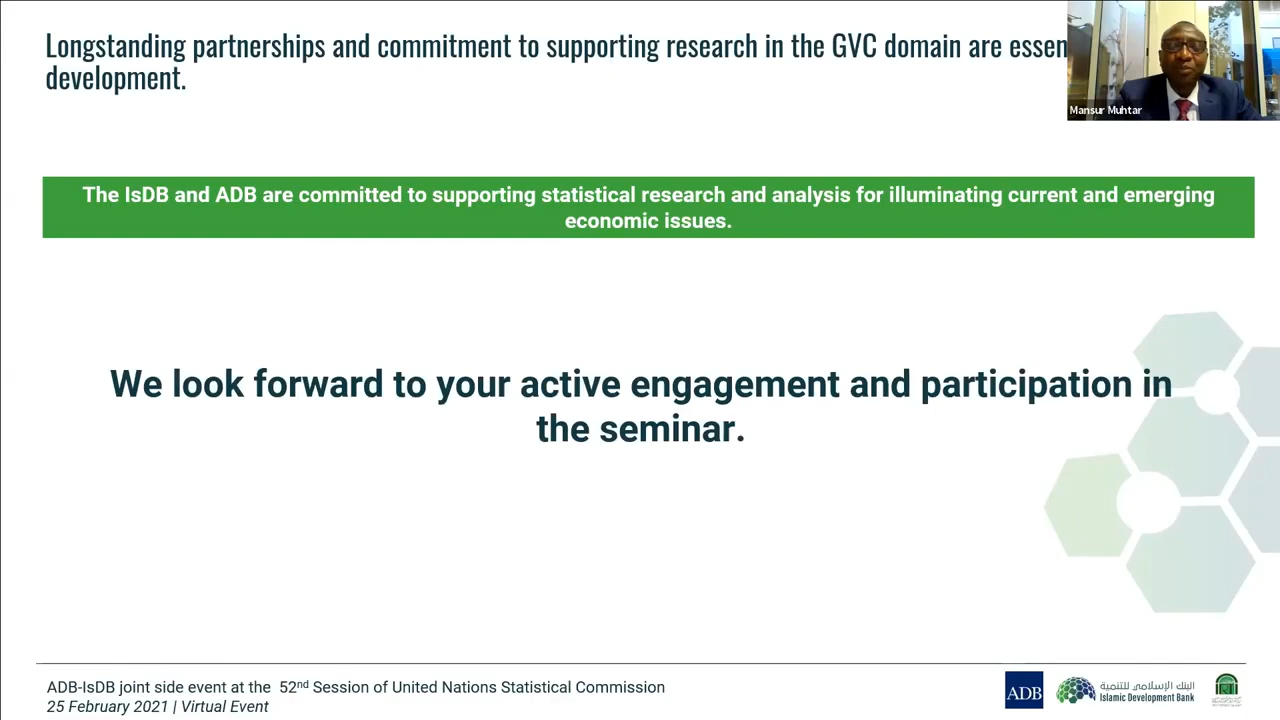 Longstanding partnerships and commitment to supporting research in the GVC domain are essen
development.
Mansur Muhtar
The IsDB and ADB are committed to supporting statistical research and analysis for illuminating current and emerging
economic issues.
We look forward to your active engagement and participation in
the seminar.
ADB-IsDB joint side event at the 52nd Session of United Nations Statistical Commission
25 February 2021 | Virtual Event
ADB
البنك الإسلامي للتنمية
Islamic Development Bank